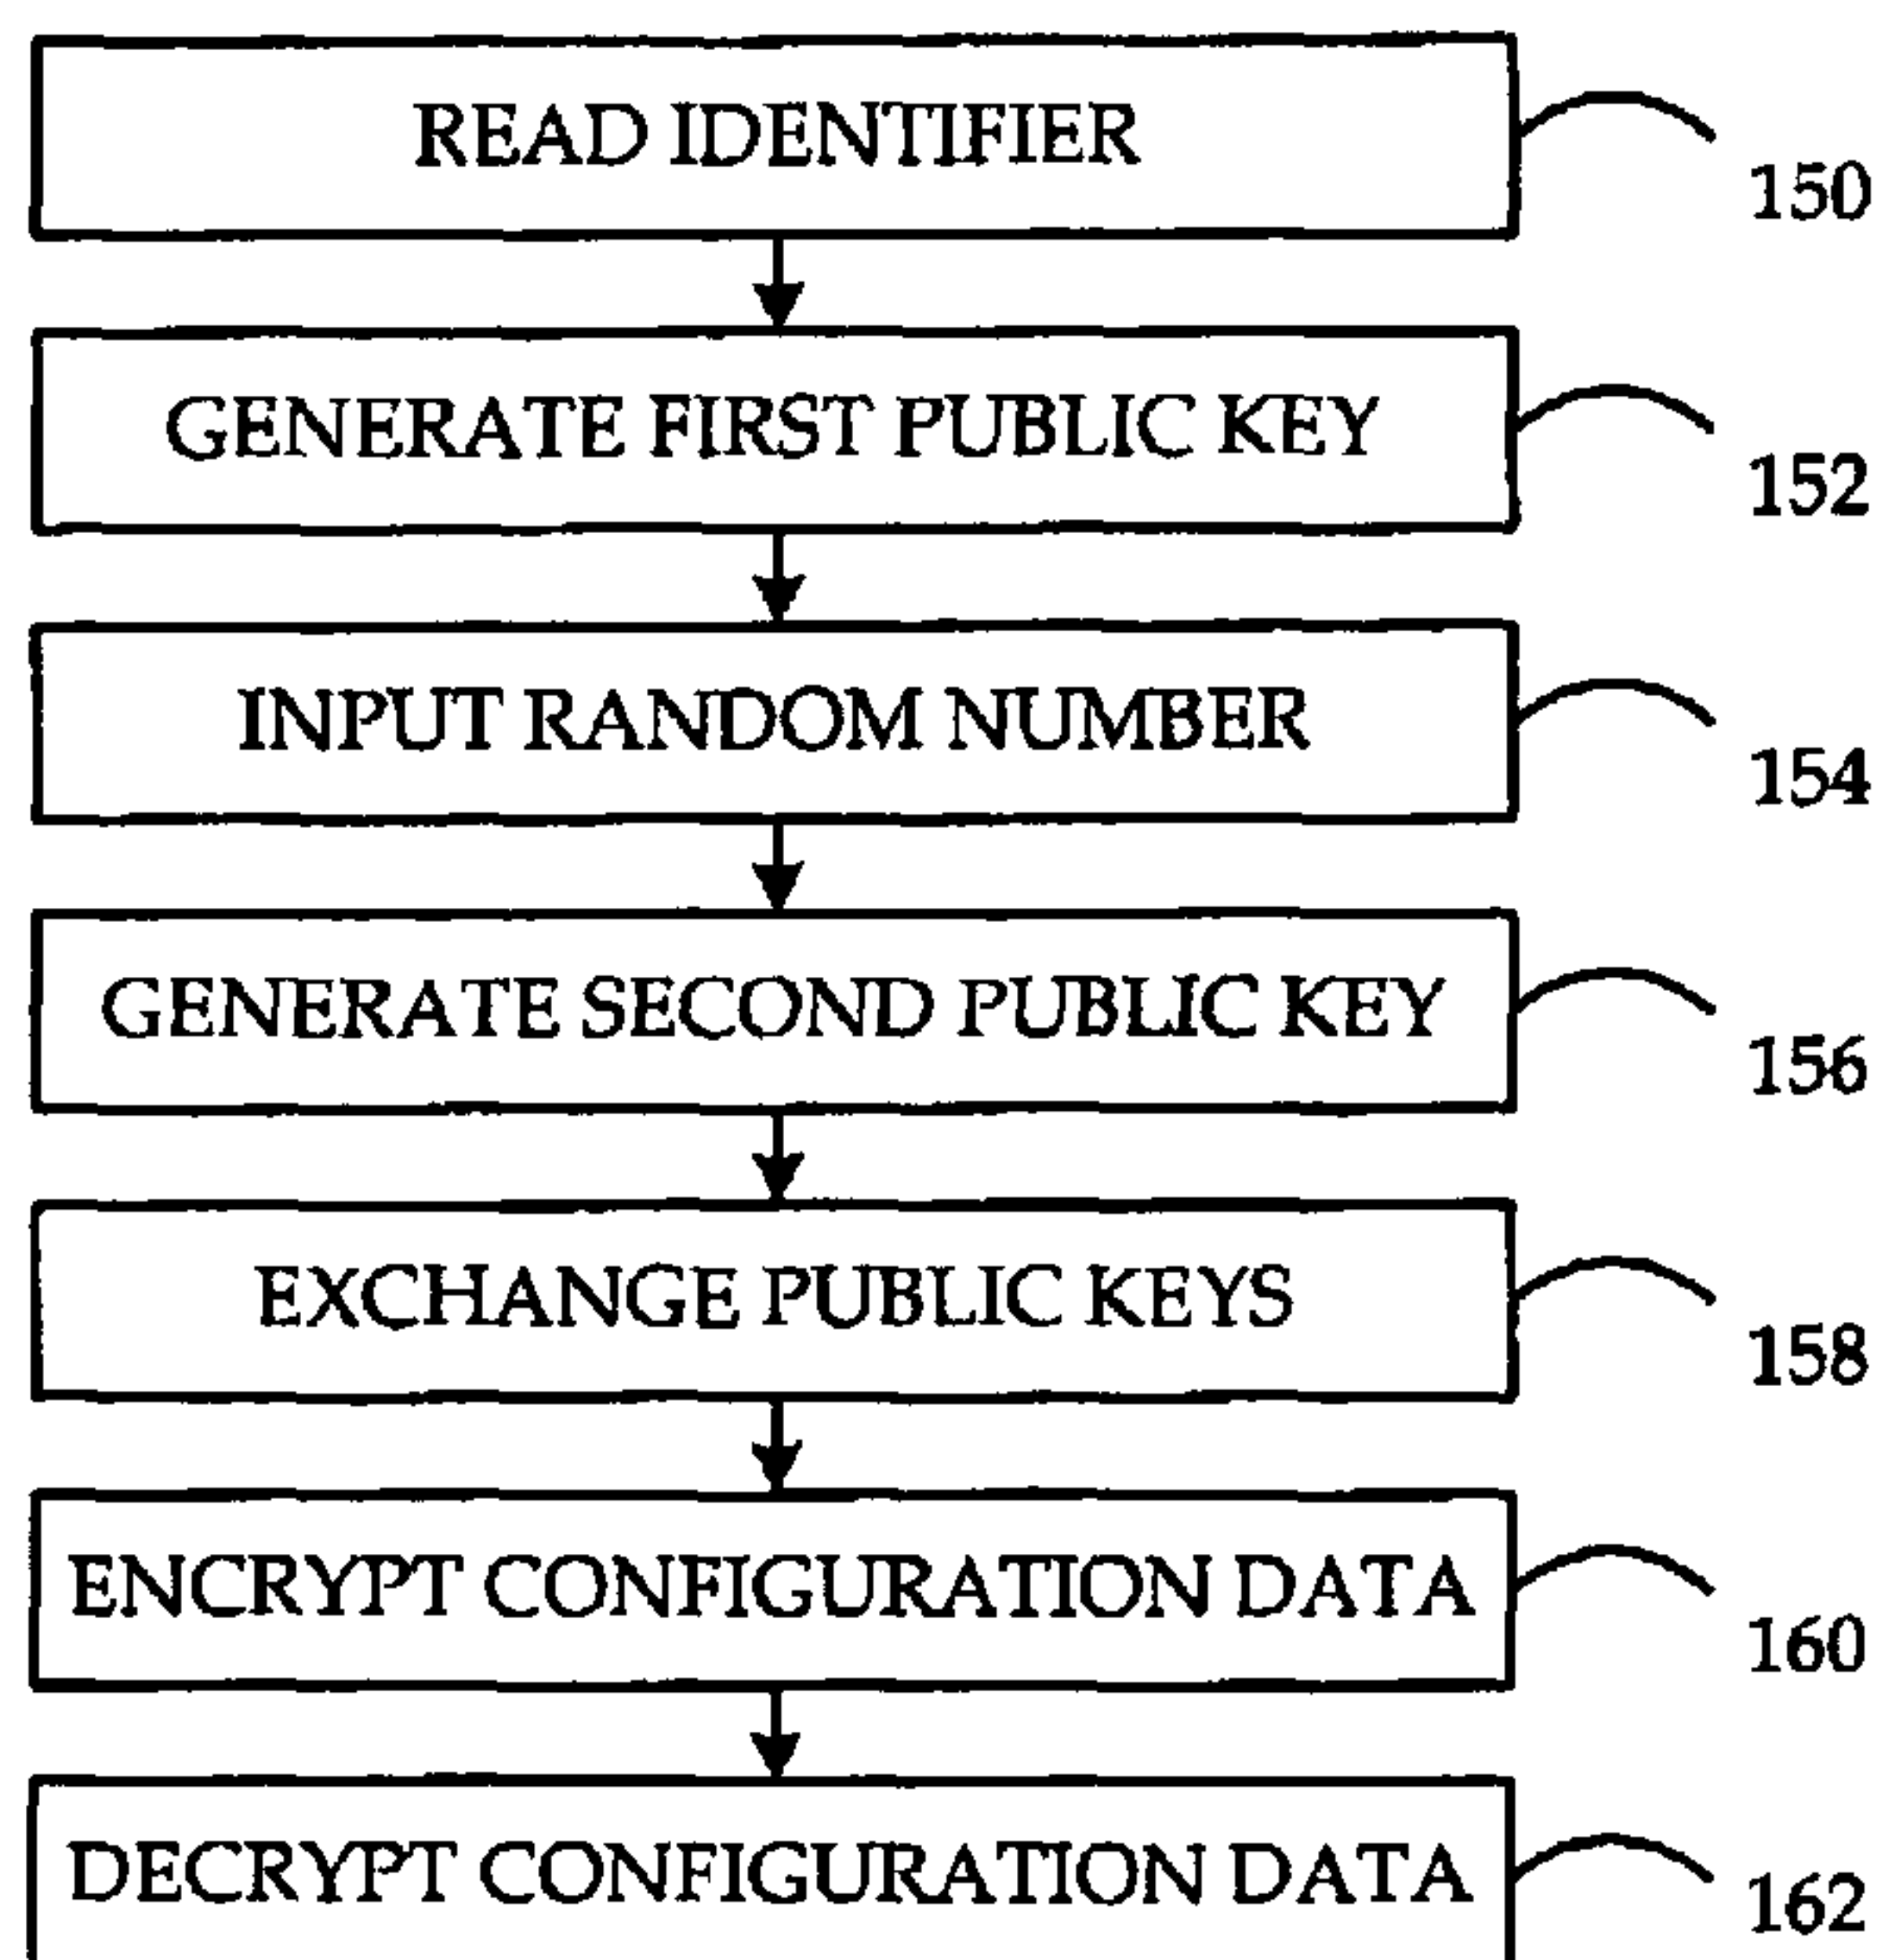 READ IDENTIFIER
150
GENERATE FIRST PUBLIC KEY
152
INPUT RANDOM NUMBER
154
GENERATE SECOND PUBLIC KEY
156
EXCHANGE PUBLIC KEYS
158
ENCRYPT CONFIGURATION DATA
160
DECRYPT CONFIGURATION DATA
162